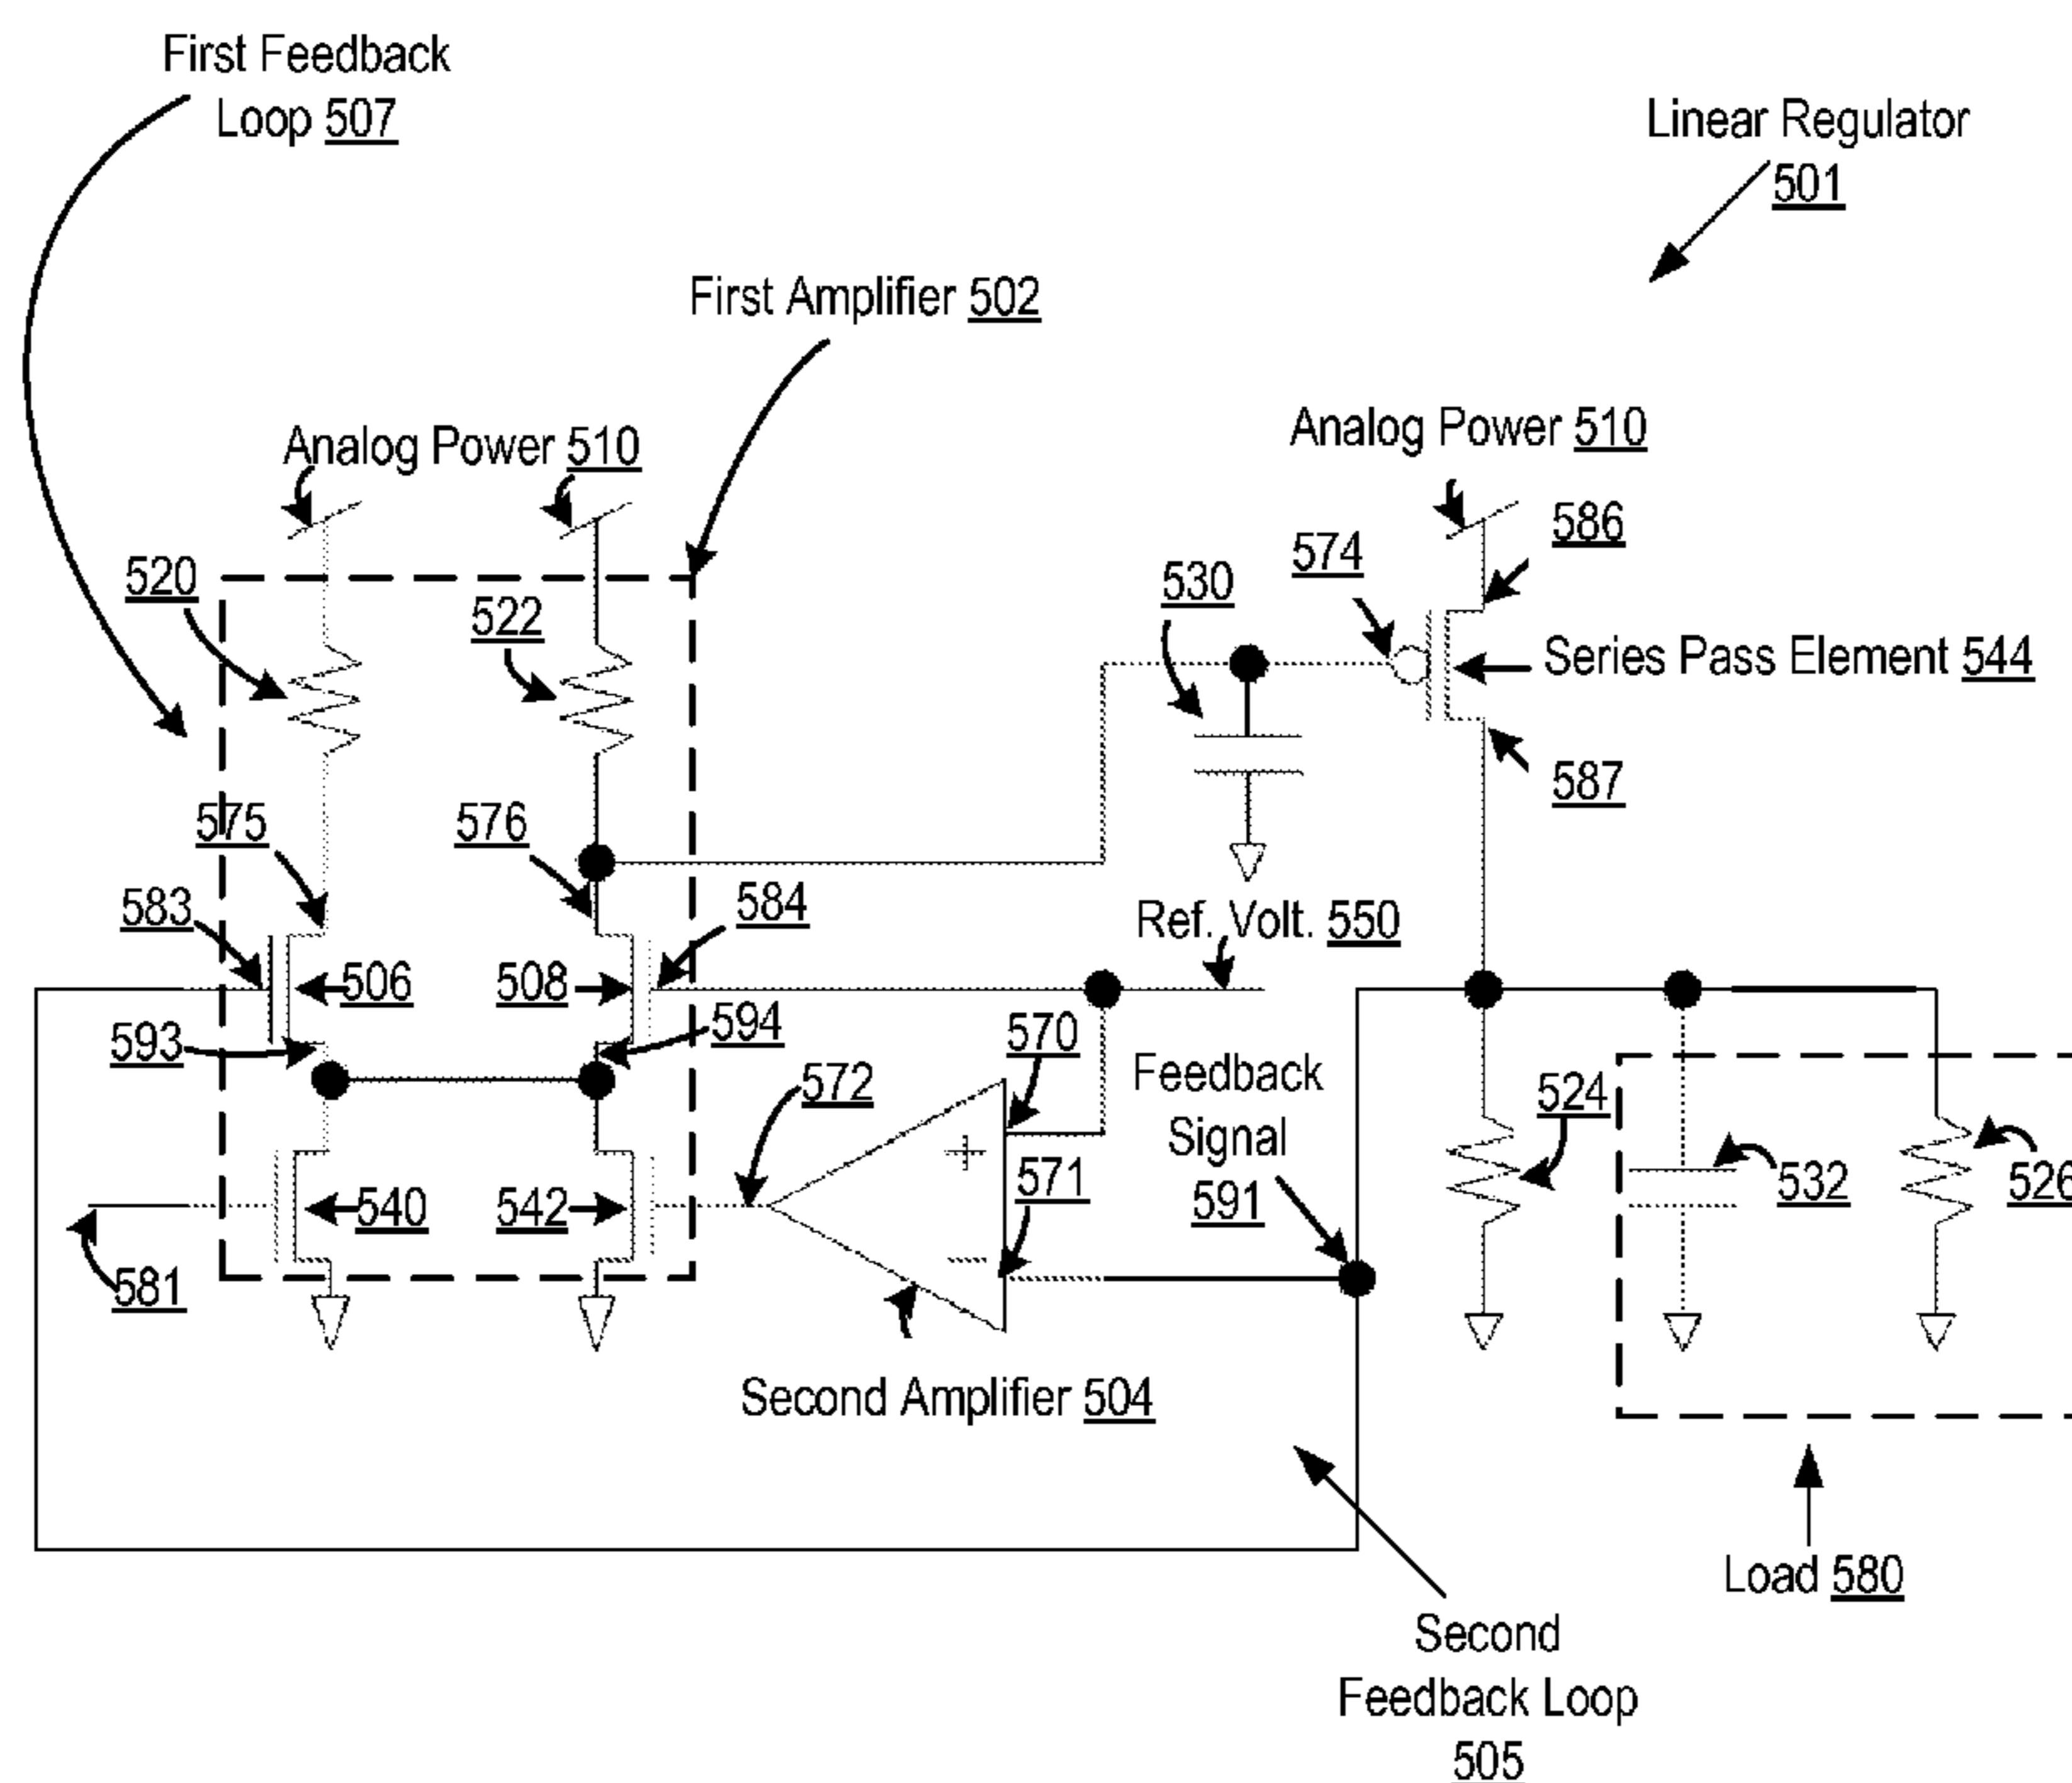 First Feedback
Loop 507
Linear Regulator
501
First Amplifier 502
Analog Power 510
Analog Power 510
586
574
520
530
522
Series Pass Element 544
587
575
576
583
584
Ref. Volt. 550
506
508
593
594
570
Feedback
Signal
591
572
524
+
571
532
526
540
542
581
Second Amplifier 504
Load 580
Second
Feedback Loop
505